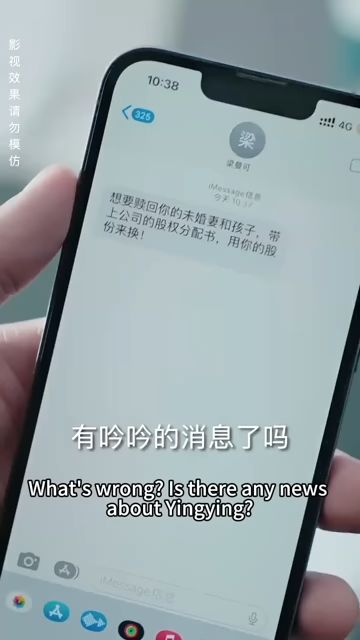 影视效果请勿模仿
10:38
4G
325
梁
梁曼可
iMessage信息
今天 10:37
想要赎回你的未婚妻和孩子，带
上公司的股权分配书，用你的股
份来换！
有吟吟的消息了吗
What's wrong? Is there any news
about Yingying?
iMessage信息